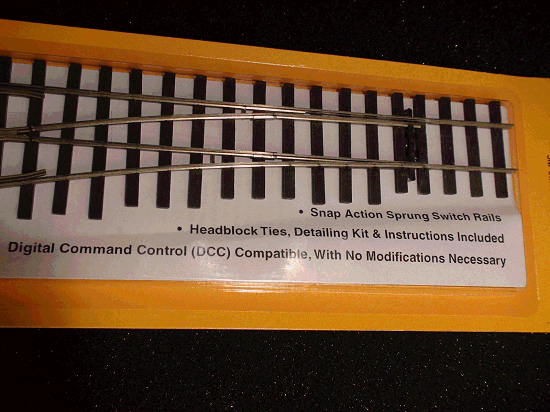 • Snap Action Sprung Switch Rails
• Headblock Ties, Detailing Kit & Instructions Included
Digital Command Control (DCC) Compatible, With No Modifications Necessary